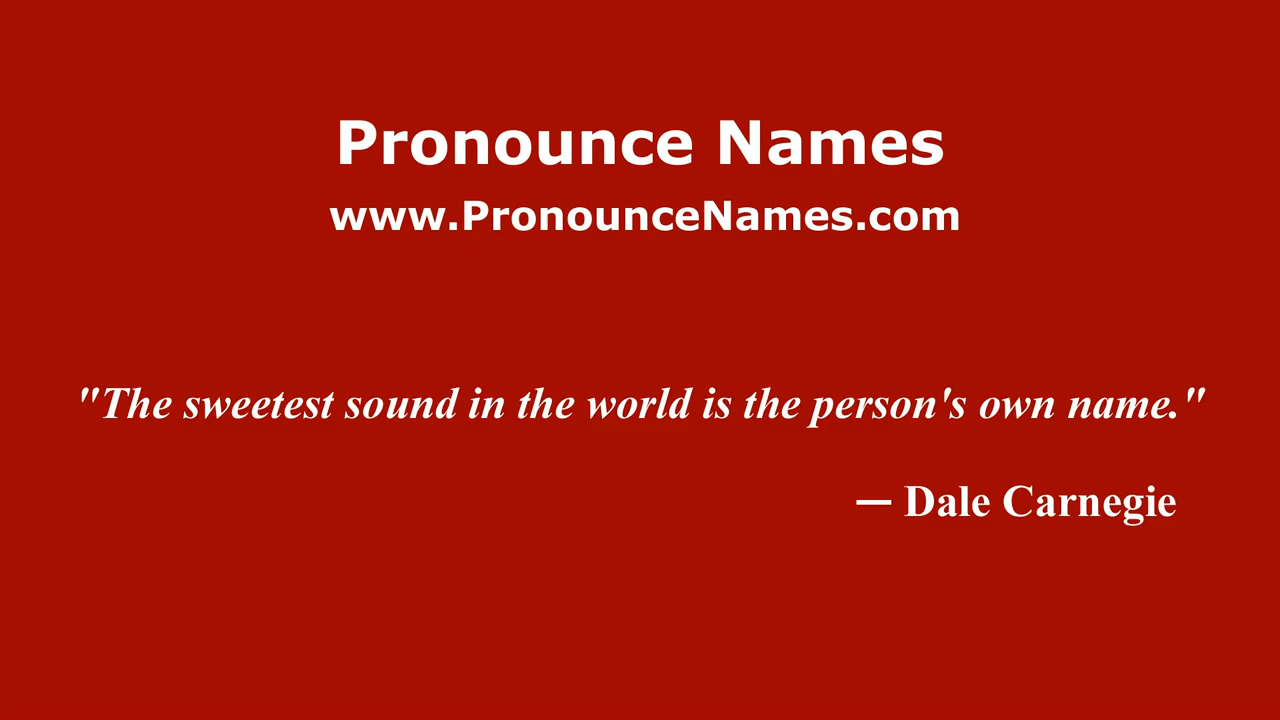 Pronounce Names
www.PronounceNames.com
"The sweetest sound in the world is the person's own name."
— Dale Carnegie